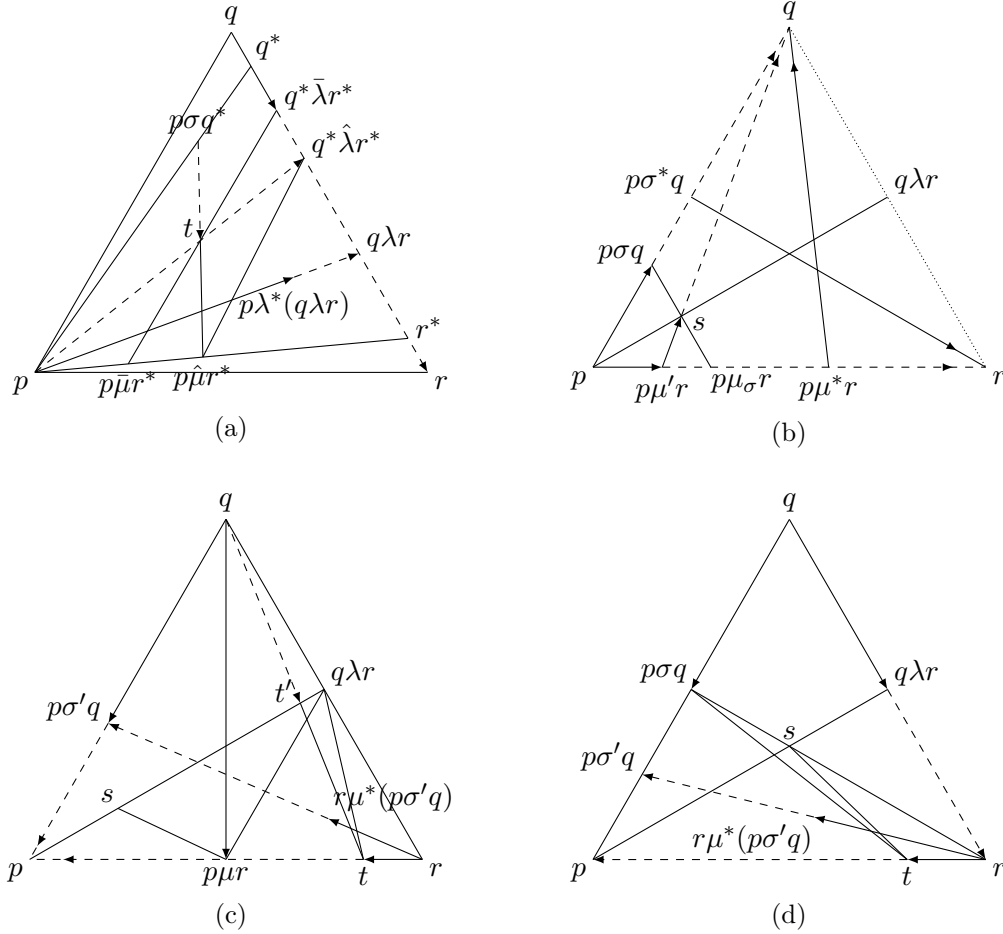 q
q*
q*λ̄r*
pσq*
q*λ̂r*
t
qλr
pλ*(qλr)
r*
p
pμ̄r*
pμ̂r*
r
(a)
q
pσ*q
qλr
pσq
s
p
pμ'r
pμ_σr
pμ*r
r
(b)
q
qλr
t'
pσ'q
s
rμ*(pσ'q)
p
pμr
t
r
(c)
q
pσq
qλr
s
pσ'q
rμ*(pσ'q)
p
t
r
(d)